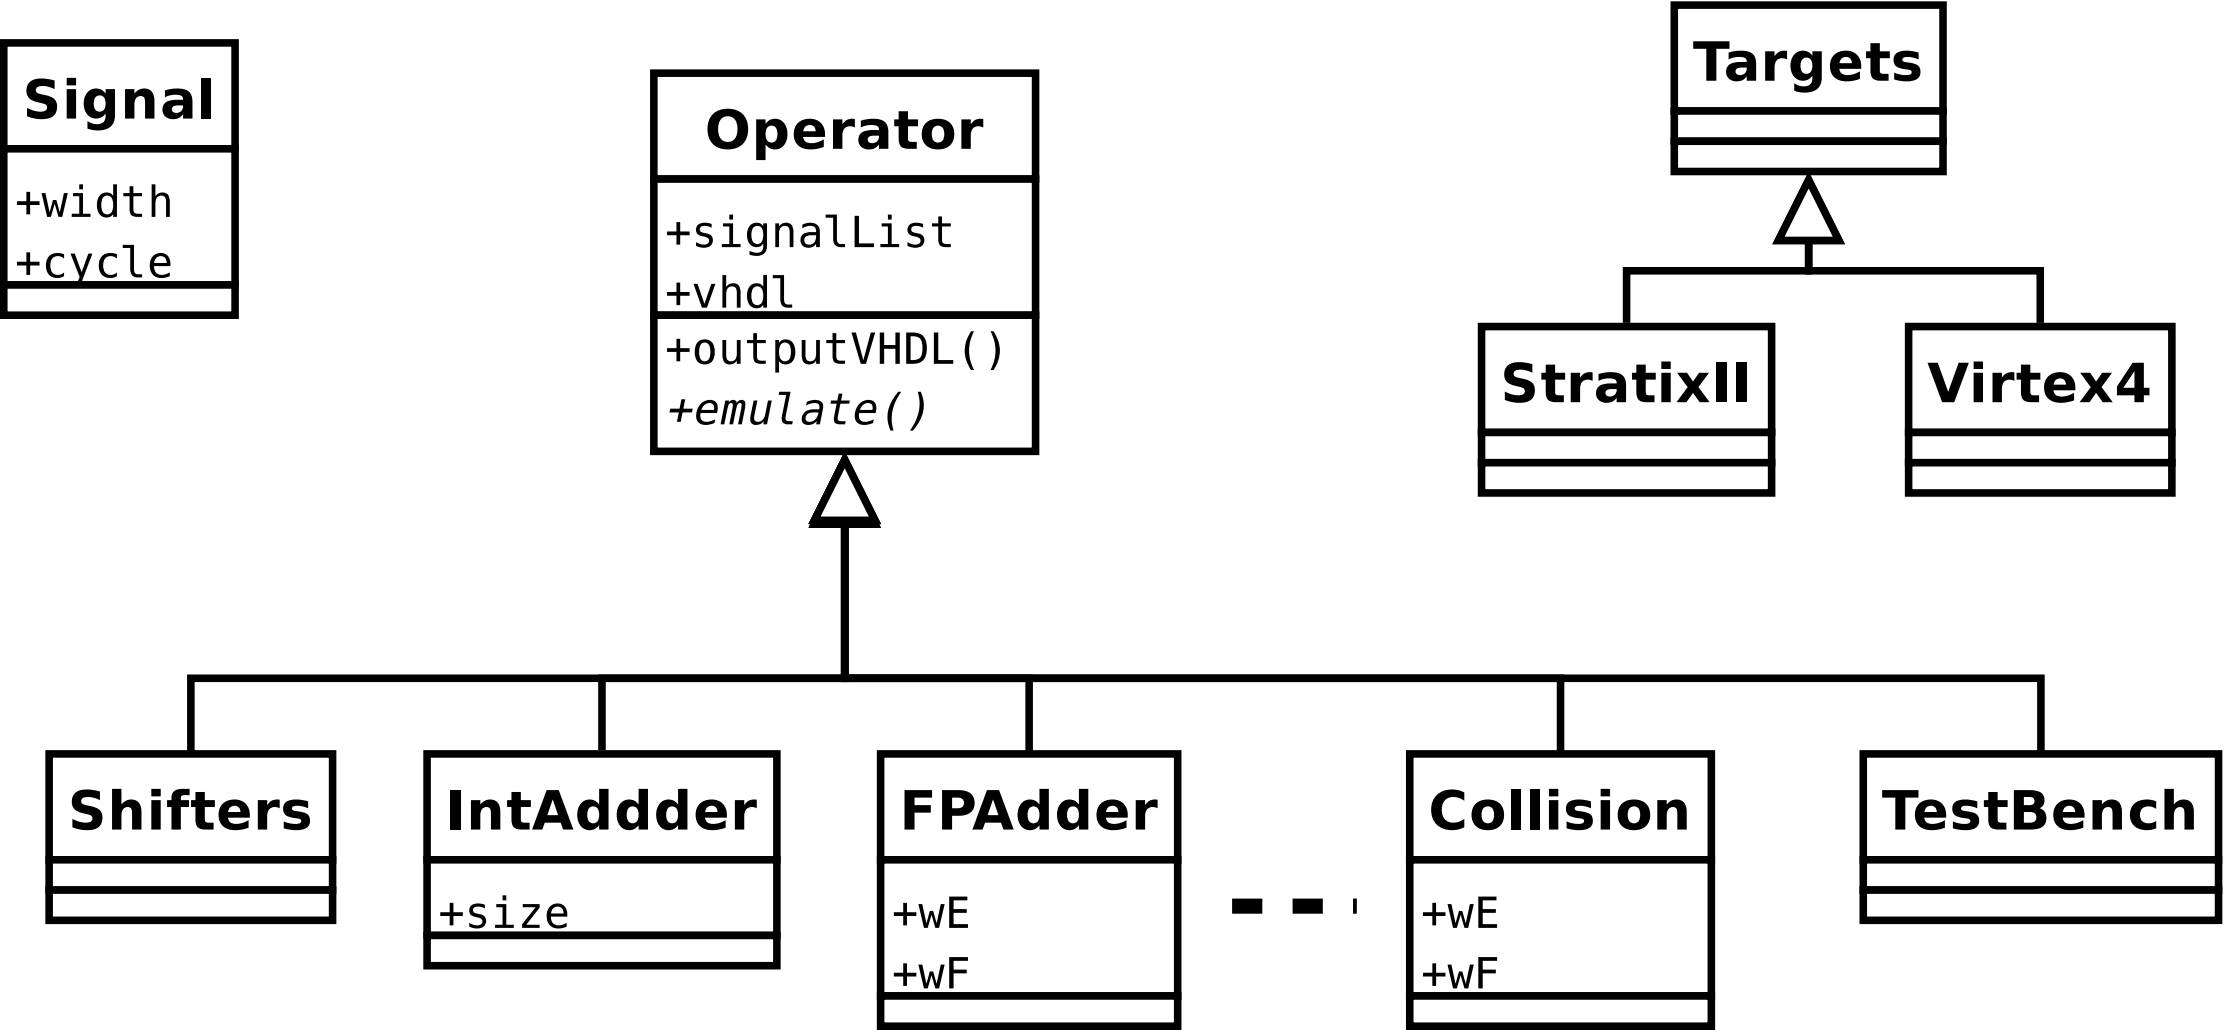 Signal
+width
+cycle
Operator
+signalList
+vhdl
+outputVHDL()
+emulate()
Targets
StratixII
Virtex4
Shifters
IntAddder
+size
FPAdder
+wE
+wF
Collision
+wE
+wF
TestBench